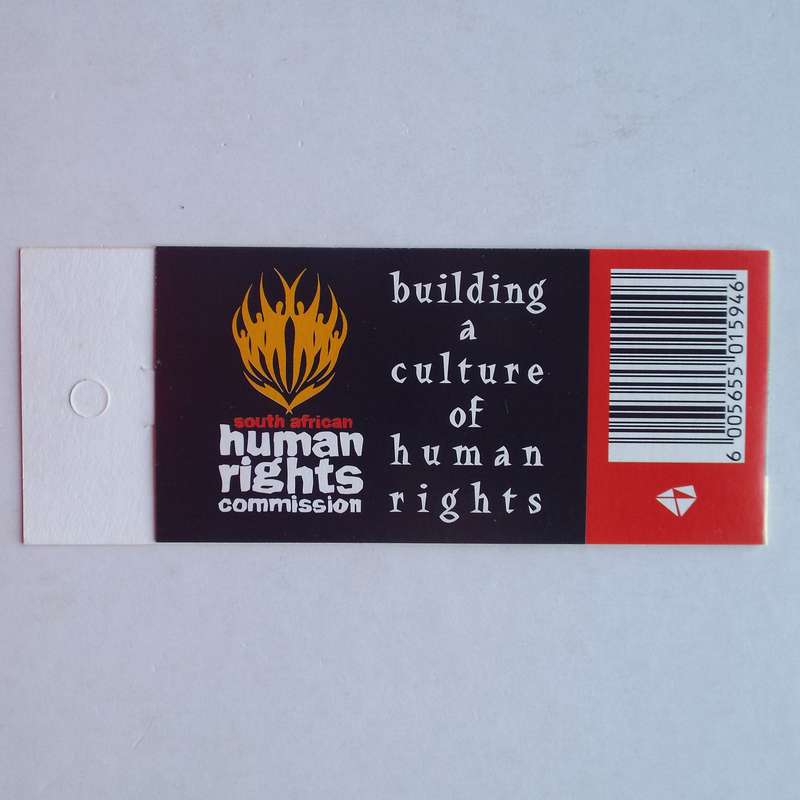 south african
human
rights
commission
building
a
culture
of
human
rights
6 005655 015946